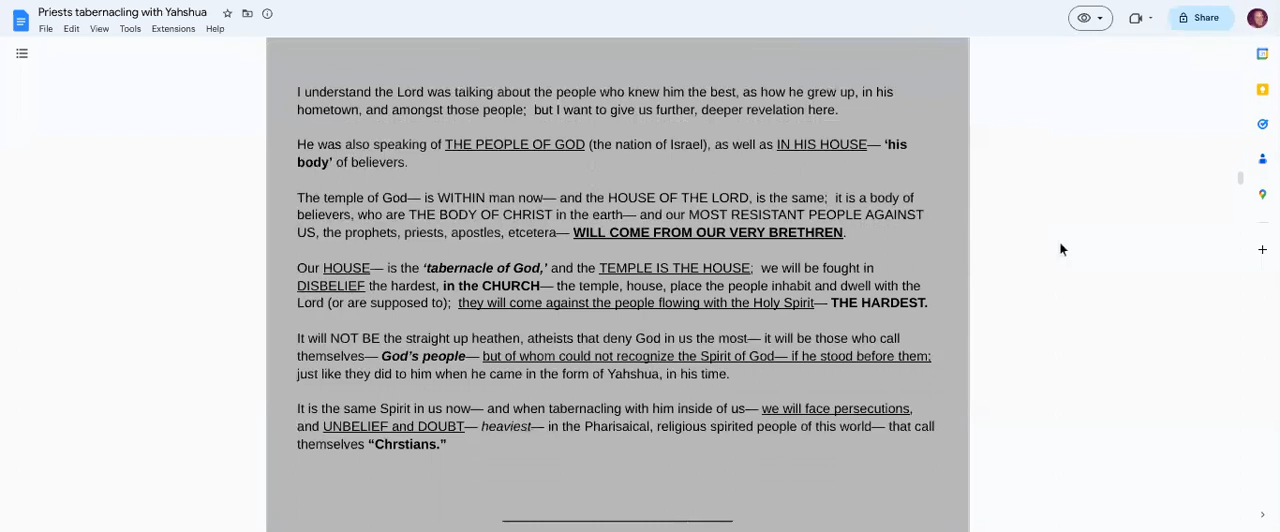 Priests tabernacling with Yahshua
File Edit View Tools Extensions Help
Share
I understand the Lord was talking about the people who knew him the best, as how he grew up, in his
hometown, and amongst those people;  but I want to give us further, deeper revelation here.
He was also speaking of THE PEOPLE OF GOD (the nation of Israel), as well as IN HIS HOUSE— ‘his
body’ of believers.
The temple of God— is WITHIN man now— and the HOUSE OF THE LORD, is the same;  it is a body of
believers, who are THE BODY OF CHRIST in the earth— and our MOST RESISTANT PEOPLE AGAINST
US, the prophets, priests, apostles, etcetera— WILL COME FROM OUR VERY BRETHREN.
Our HOUSE— is the ‘tabernacle of God,’ and the TEMPLE IS THE HOUSE;  we will be fought in
DISBELIEF the hardest, in the CHURCH— the temple, house, place the people inhabit and dwell with the
Lord (or are supposed to);  they will come against the people flowing with the Holy Spirit— THE HARDEST.
It will NOT BE the straight up heathen, atheists that deny God in us the most— it will be those who call
themselves— God’s people— but of whom could not recognize the Spirit of God— if he stood before them;
just like they did to him when he came in the form of Yahshua, in his time.
It is the same Spirit in us now— and when tabernacling with him inside of us— we will face persecutions,
and UNBELIEF and DOUBT— heaviest— in the Pharisaical, religious spirited people of this world— that call
themselves “Chrstians.”